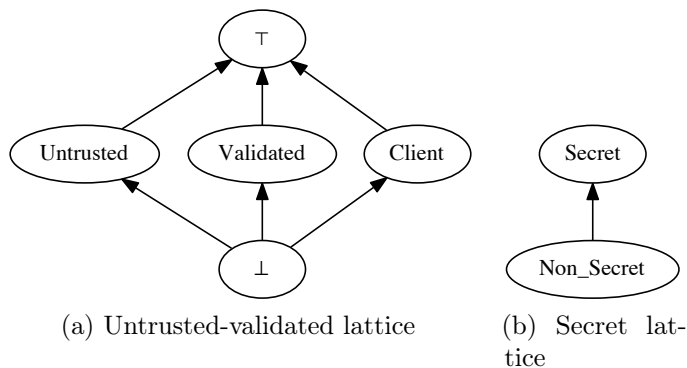 ⊤
Untrusted Validated Client Secret
⊥ Non_Secret
(a) Untrusted-validated lattice
(b) Secret lat-
tice